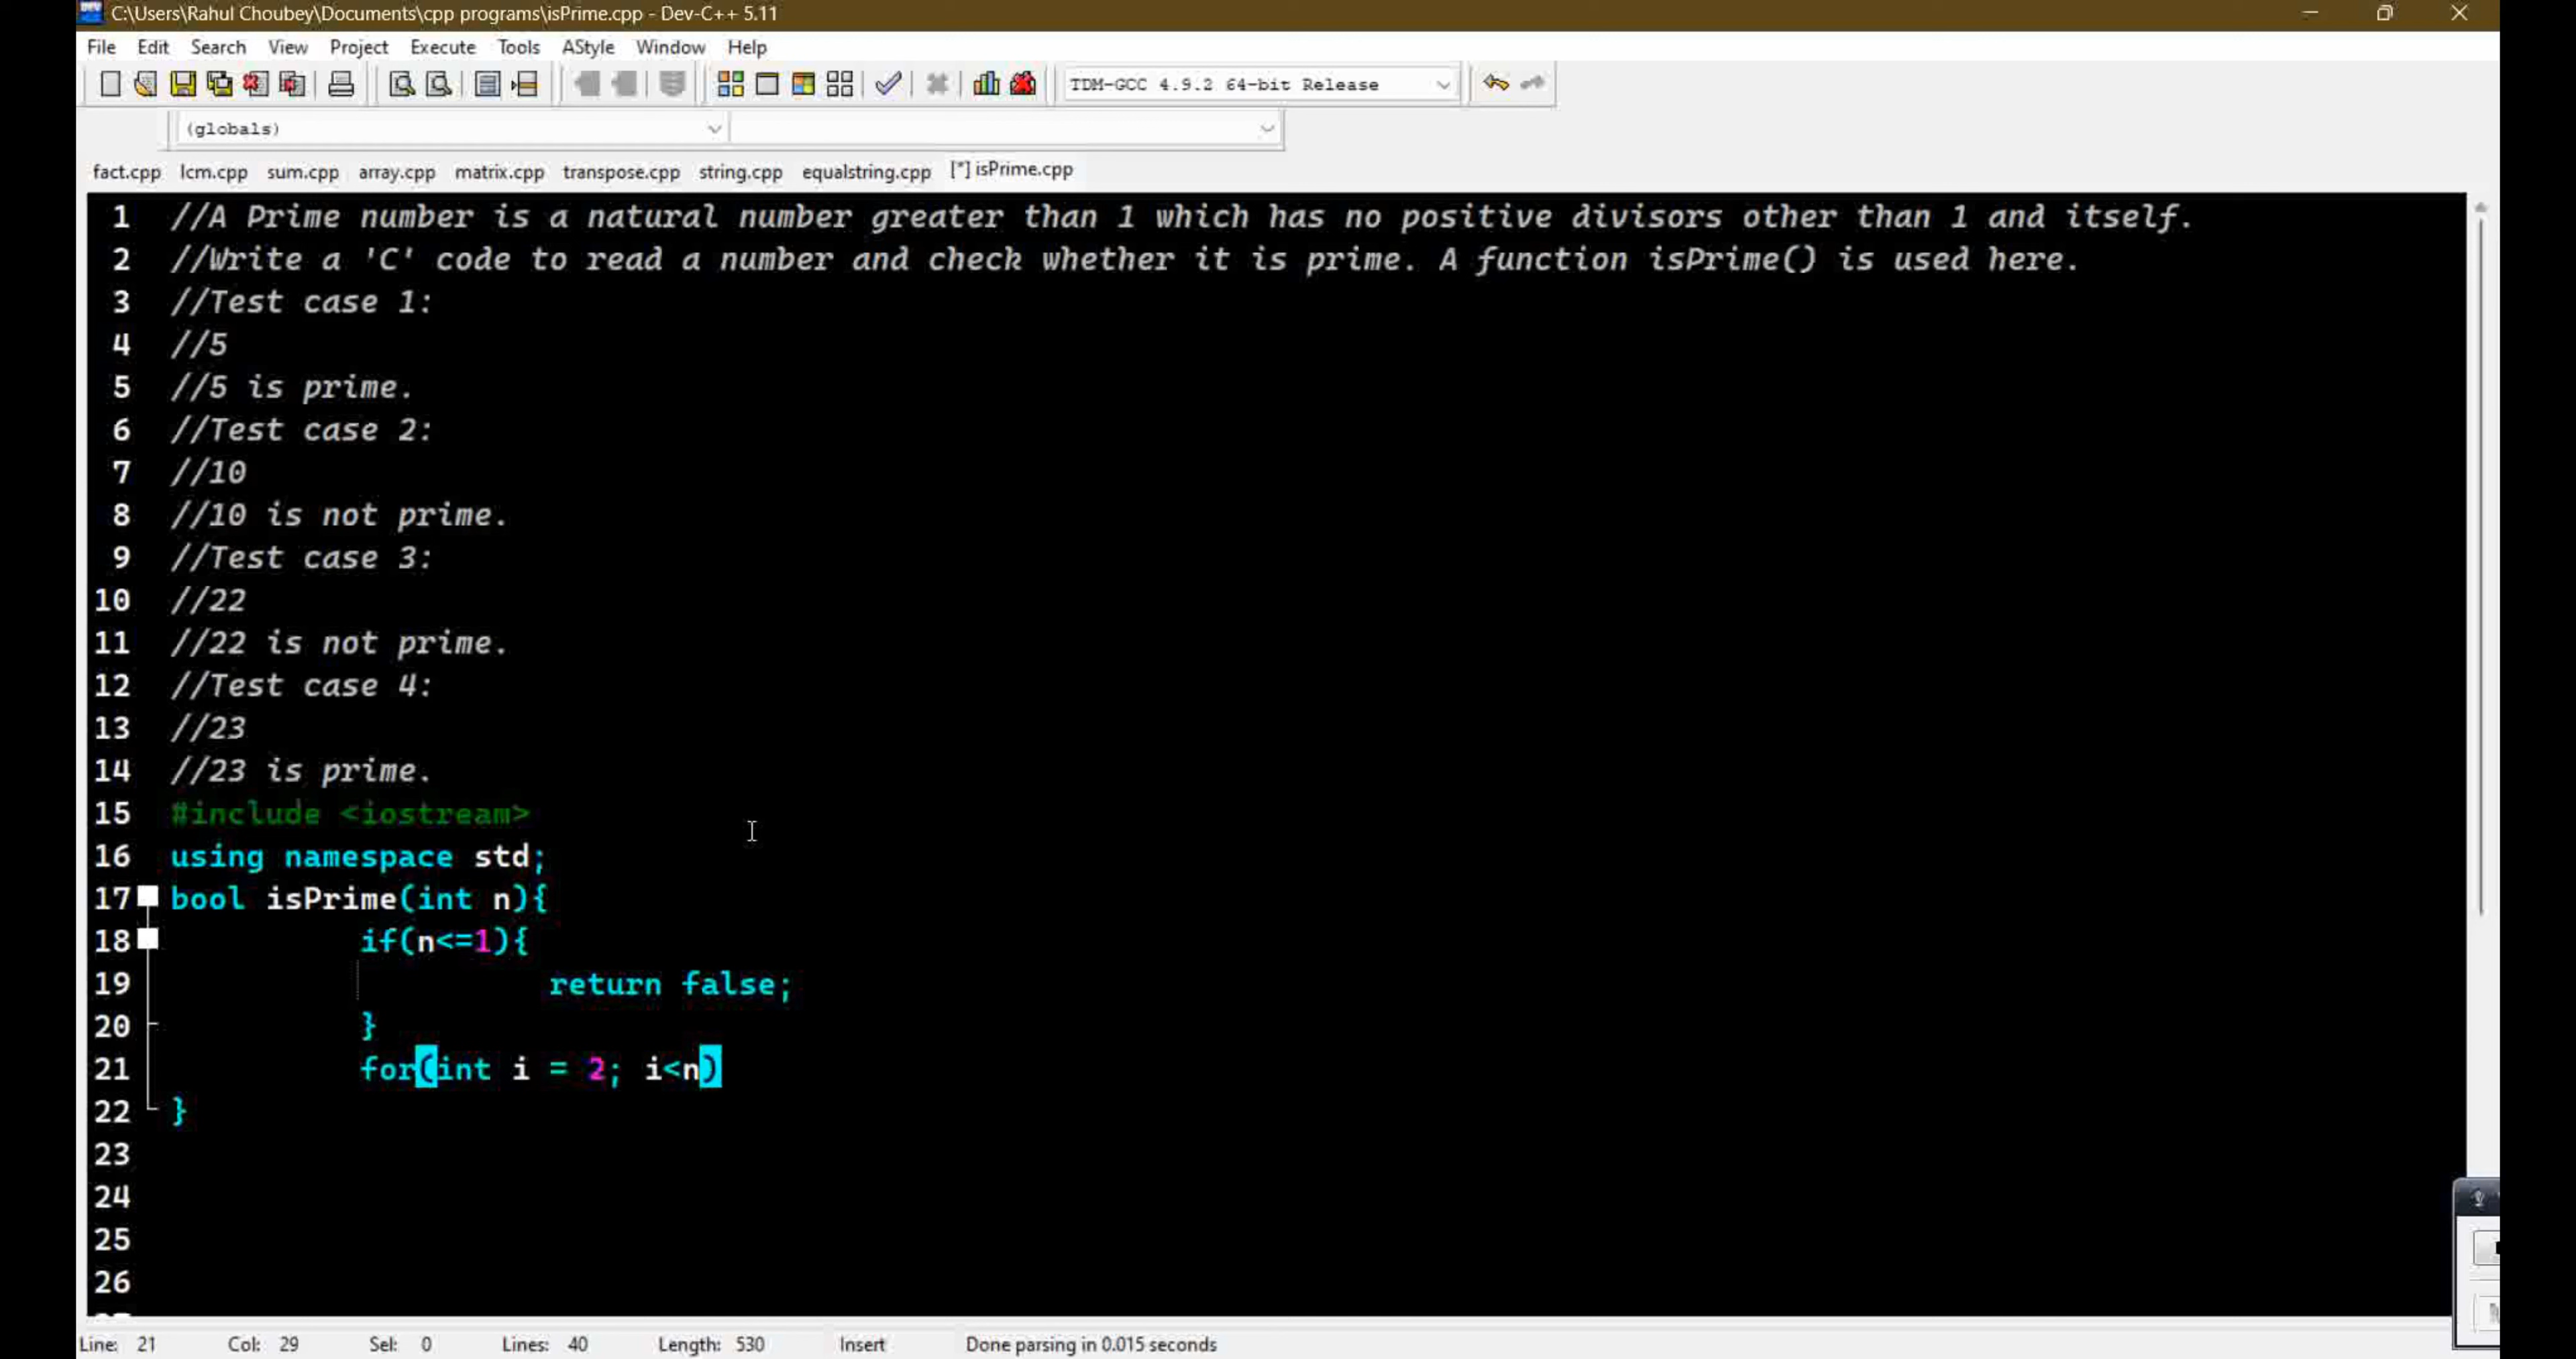 C:\Users\Rahul Choubey\Documents\cpp programs\isPrime.cpp - Dev-C++ 5.11
File Edit Search View Project Execute Tools AStyle Window Help
TDM-GCC 4.9.2 64-bit Release
(globals)
fact.cpp lcm.cpp sum.cpp array.cpp matrix.cpp transpose.cpp string.cpp equalstring.cpp [*] isPrime.cpp
1 //A Prime number is a natural number greater than 1 which has no positive divisors other than 1 and itself.
2 //Write a 'C' code to read a number and check whether it is prime. A function isPrime() is used here.
3 //Test case 1:
4 //5
5 //5 is prime.
6 //Test case 2:
7 //10
8 //10 is not prime.
9 //Test case 3:
10 //22
11 //22 is not prime.
12 //Test case 4:
13 //23
14 //23 is prime.
15 #include <iostream>
16 using namespace std;
17 bool isPrime(int n){
18 if(n<=1){
19 return false;
20 }
21 for(int i = 2; i<n)
22 }
23
24
25
26
Line: 21 Col: 29 Sel: 0 Lines: 40 Length: 530 Insert Done parsing in 0.015 seconds